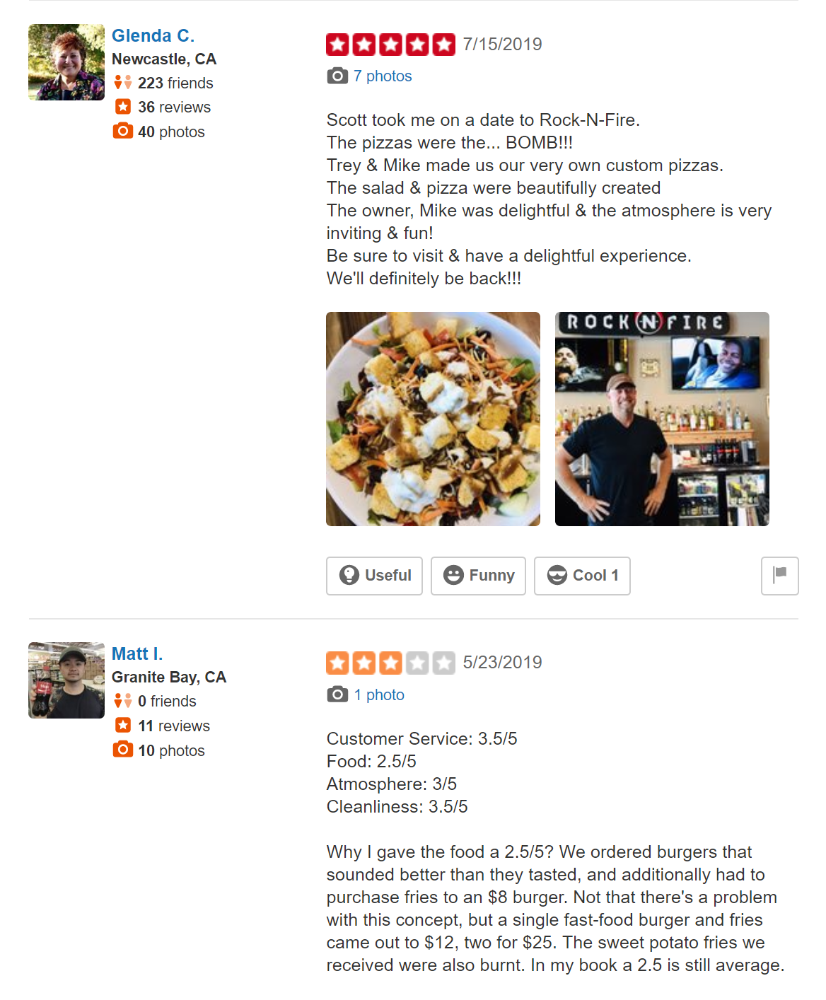 Glenda C.
Newcastle, CA
223 friends
36 reviews
40 photos
7/15/2019
7 photos
Scott took me on a date to Rock-N-Fire.
The pizzas were the... BOMB!!!
Trey & Mike made us our very own custom pizzas.
The salad & pizza were beautifully created
The owner, Mike was delightful & the atmosphere is very
inviting & fun!
Be sure to visit & have a delightful experience.
We'll definitely be back!!!
ROCK N FIRE
Useful
Funny
Cool 1
Matt I.
Granite Bay, CA
0 friends
11 reviews
10 photos
5/23/2019
1 photo
Customer Service: 3.5/5
Food: 2.5/5
Atmosphere: 3/5
Cleanliness: 3.5/5
Why I gave the food a 2.5/5? We ordered burgers that
sounded better than they tasted, and additionally had to
purchase fries to an $8 burger. Not that there's a problem
with this concept, but a single fast-food burger and fries
came out to $12, two for $25. The sweet potato fries we
received were also burnt. In my book a 2.5 is still average.